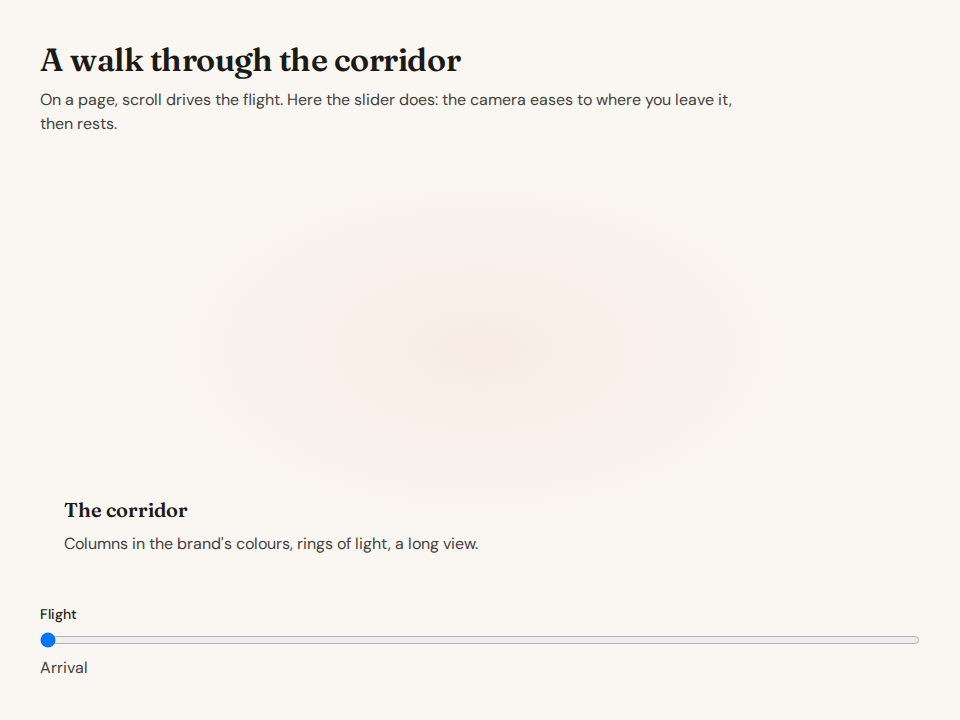 A walk through the corridor
On a page, scroll drives the flight. Here the slider does: the camera eases to where you leave it,
then rests.
The corridor
Columns in the brand's colours, rings of light, a long view.
Flight
Arrival